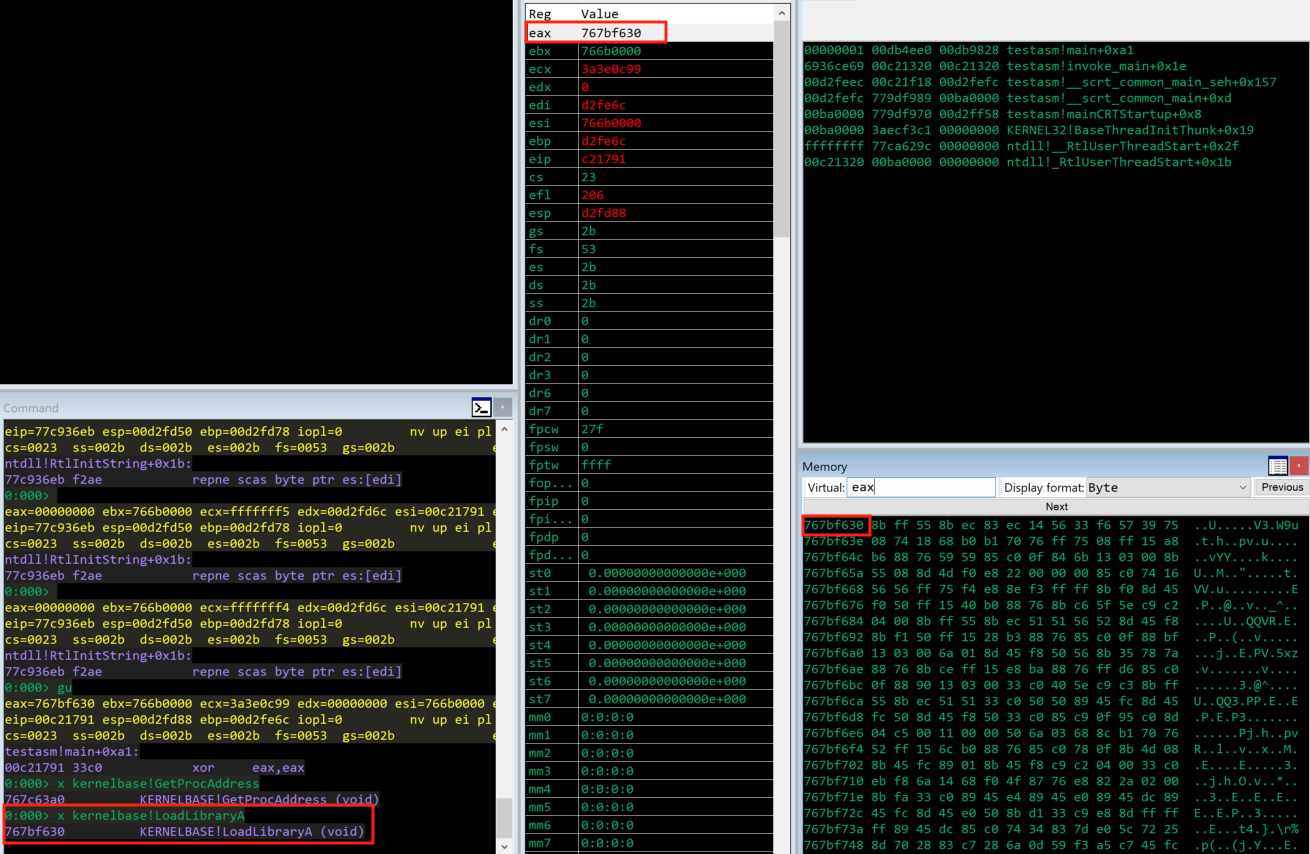 Command
eip=77c936eb esp=00d2fd50 ebp=00d2fd78 iopl=0 nv up ei pl
cs=0023 ss=002b ds=002b es=002b fs=0053 gs=002b
ntdll!RtlInitString+0x1b:
77c936eb f2ae repne scas byte ptr es:[edi]
0:000>
eax=00000000 ebx=766b0000 ecx=fffffff5 edx=00d2fd6c esi=00c21791
eip=77c936eb esp=00d2fd50 ebp=00d2fd78 iopl=0 nv up ei pl
cs=0023 ss=002b ds=002b es=002b fs=0053 gs=002b
ntdll!RtlInitString+0x1b:
77c936eb f2ae repne scas byte ptr es:[edi]
0:000>
eax=00000000 ebx=766b0000 ecx=fffffff4 edx=00d2fd6c esi=00c21791
eip=77c936eb esp=00d2fd50 ebp=00d2fd78 iopl=0 nv up ei pl
cs=0023 ss=002b ds=002b es=002b fs=0053 gs=002b
ntdll!RtlInitString+0x1b:
77c936eb f2ae repne scas byte ptr es:[edi]
0:000> gu
eax=767bf630 ebx=766b0000 ecx=3a3e0c99 edx=00000000 esi=766b0000
eip=00c21791 esp=00d2fd88 ebp=00d2fe6c iopl=0 nv up ei pl
cs=0023 ss=002b ds=002b es=002b fs=0053 gs=002b
testasm!main+0xa1:
00c21791 33c0 xor eax,eax
0:000> x kernelbase!GetProcAddress
767c63a0 KERNELBASE!GetProcAddress (void)
0:000> x kernelbase!LoadLibraryA
767bf630 KERNELBASE!LoadLibraryA (void)
Reg Value
eax 767bf630
ebx 766b0000
ecx 3a3e0c99
edx 0
edi d2fe6c
esi 766b0000
ebp d2fe6c
eip c21791
cs 23
efl 206
esp d2fd88
gs 2b
fs 53
es 2b
ds 2b
ss 2b
dr0 0
dr1 0
dr2 0
dr3 0
dr6 0
dr7 0
fpcw 27f
fpsw 0
fptw ffff
fop... 0
fpip 0
fpi... 0
fpdp 0
fpd... 0
st0 0.00000000000000e+000
st1 0.00000000000000e+000
st2 0.00000000000000e+000
st3 0.00000000000000e+000
st4 0.00000000000000e+000
st5 0.00000000000000e+000
st6 0.00000000000000e+000
st7 0.00000000000000e+000
mm0 0:0:0:0
mm1 0:0:0:0
mm2 0:0:0:0
mm3 0:0:0:0
mm4 0:0:0:0
mm5 0:0:0:0
mm6 0:0:0:0
mm7 0:0:0:0
00000001 00db4ee0 00db9828 testasm!main+0xa1
6936ce69 00c21320 00c21320 testasm!invoke_main+0x1e
00d2feec 00c21f18 00d2fefc testasm!__scrt_common_main_seh+0x157
00d2fefc 779df989 00ba0000 testasm!__scrt_common_main+0xd
00ba0000 779df970 00d2ff58 testasm!mainCRTStartup+0x8
00ba0000 3aecf3c1 00000000 KERNEL32!BaseThreadInitThunk+0x19
ffffffff 77ca629c 00000000 ntdll!__RtlUserThreadStart+0x2f
00c21320 00ba0000 00000000 ntdll!_RtlUserThreadStart+0x1b
Memory
Virtual: eax Display format: Byte Previous
Next
767bf630 8b ff 55 8b ec 83 ec 14 56 33 f6 57 39 75 ..U.....V3.W9u
767bf63e 08 74 18 68 b0 b1 70 76 ff 75 08 ff 15 a8 .t.h..pv.u....
767bf64c b6 88 76 59 59 85 c0 0f 84 6b 13 03 00 8b ..vYY....k....
767bf65a 55 08 8d 4d f0 e8 22 00 00 00 85 c0 74 16 U..M..".....t.
767bf668 56 56 ff 75 f4 e8 8e f3 ff ff 8b f0 8d 45 VV.u.........E
767bf676 f0 50 ff 15 40 b0 88 76 8b c6 5f 5e c9 c2 .P..@..v.._^..
767bf684 04 00 8b ff 55 8b ec 51 51 56 52 8d 45 f8 ....U..QQVR.E.
767bf692 8b f1 50 ff 15 28 b3 88 76 85 c0 0f 88 bf ..P..(..v.....
767bf6a0 13 03 00 6a 01 8d 45 f8 50 56 8b 35 78 7a ...j..E.PV.5xz
767bf6ae 88 76 8b ce ff 15 e8 ba 88 76 ff d6 85 c0 .v.......v....
767bf6bc 0f 88 90 13 03 00 33 c0 40 5e c9 c3 8b ff ......3.@^....
767bf6ca 55 8b ec 51 51 33 c0 50 50 89 45 fc 8d 45 U..QQ3.PP.E..E
767bf6d8 fc 50 8d 45 f8 50 33 c0 85 c9 0f 95 c0 8d .P.E.P3.......
767bf6e6 04 c5 00 11 00 00 50 6a 03 68 8c b1 70 76 ......Pj.h..pv
767bf6f4 52 ff 15 6c b0 88 76 85 c0 78 0f 8b 4d 08 R..l..v..x..M.
767bf702 8b 45 fc 89 01 8b 45 f8 c9 c2 04 00 33 c0 .E....E.....3.
767bf710 eb f8 6a 14 68 f0 4f 87 76 e8 82 2a 02 00 ..j.h.O.v..*..
767bf71e 8b fa 33 c0 89 45 e4 89 45 e0 89 45 dc 89 ..3..E..E..E..
767bf72c 45 fc 8d 45 e0 50 8b d1 33 c9 e8 8d ff ff E..E.P..3.....
767bf73a ff 89 45 dc 85 c0 74 34 83 7d e0 5c 72 25 ..E...t4.}.\r%
767bf748 8d 70 28 83 c7 28 6a 0d 59 f3 a5 c7 45 fc .p(..(j.Y...E.